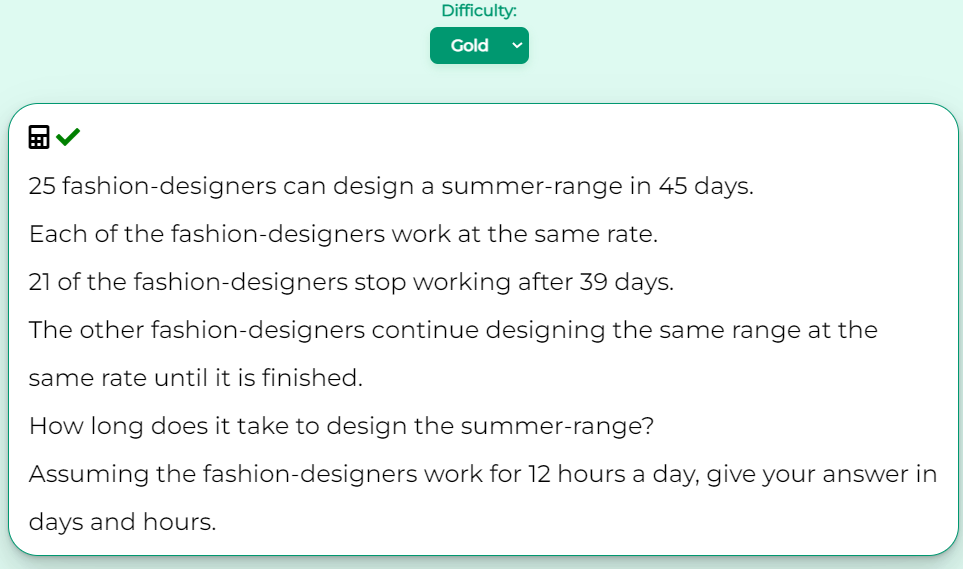 Difficulty:
Gold
25 fashion-designers can design a summer-range in 45 days.
Each of the fashion-designers work at the same rate.
21 of the fashion-designers stop working after 39 days.
The other fashion-designers continue designing the same range at the
same rate until it is finished.
How long does it take to design the summer-range?
Assuming the fashion-designers work for 12 hours a day, give your answer in
days and hours.